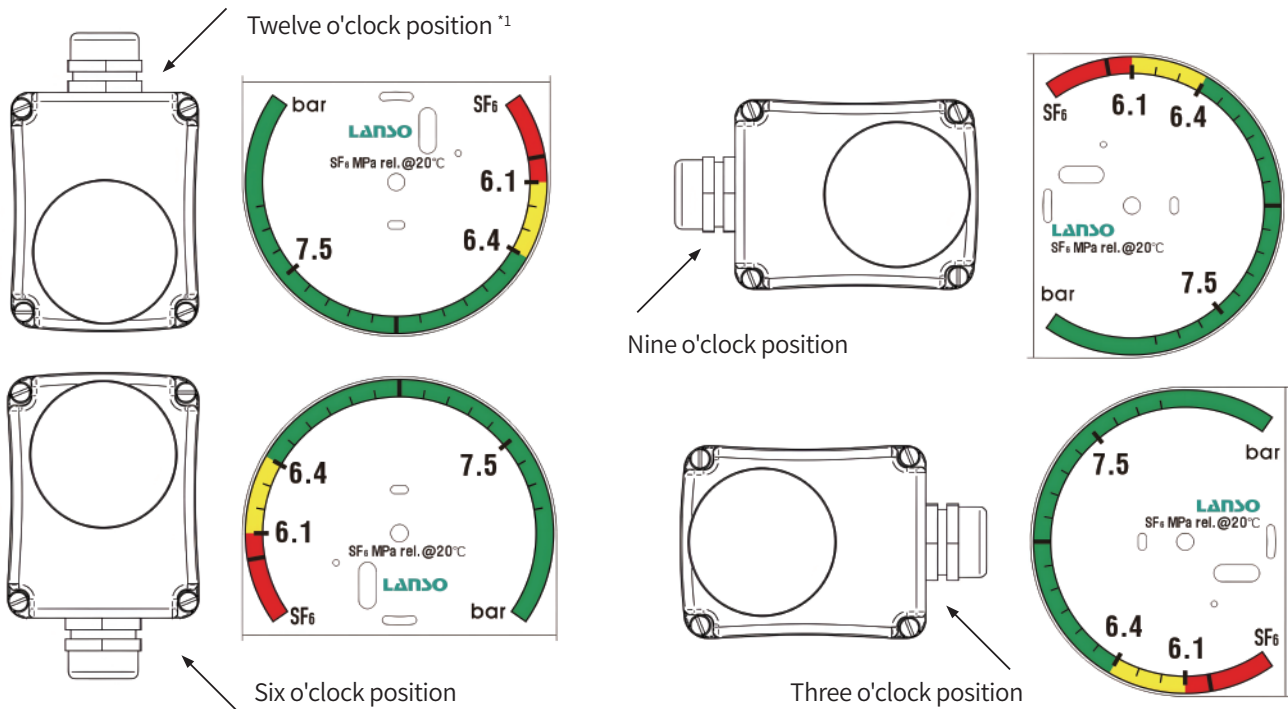 Twelve o'clock position *1
bar
SF6
LANSO
SF6 MPa rel.@20℃
6.1
6.4
7.5
6.1
6.4
SF6
LANSO
SF6 MPa rel.@20℃
7.5
bar
Nine o'clock position
7.5
6.4
6.1
SF6 MPa rel.@20℃
LANSO
SF6
bar
Six o'clock position
7.5
bar
LANSO
SF6 MPa rel.@20℃
6.4
6.1
SF6
Three o'clock position